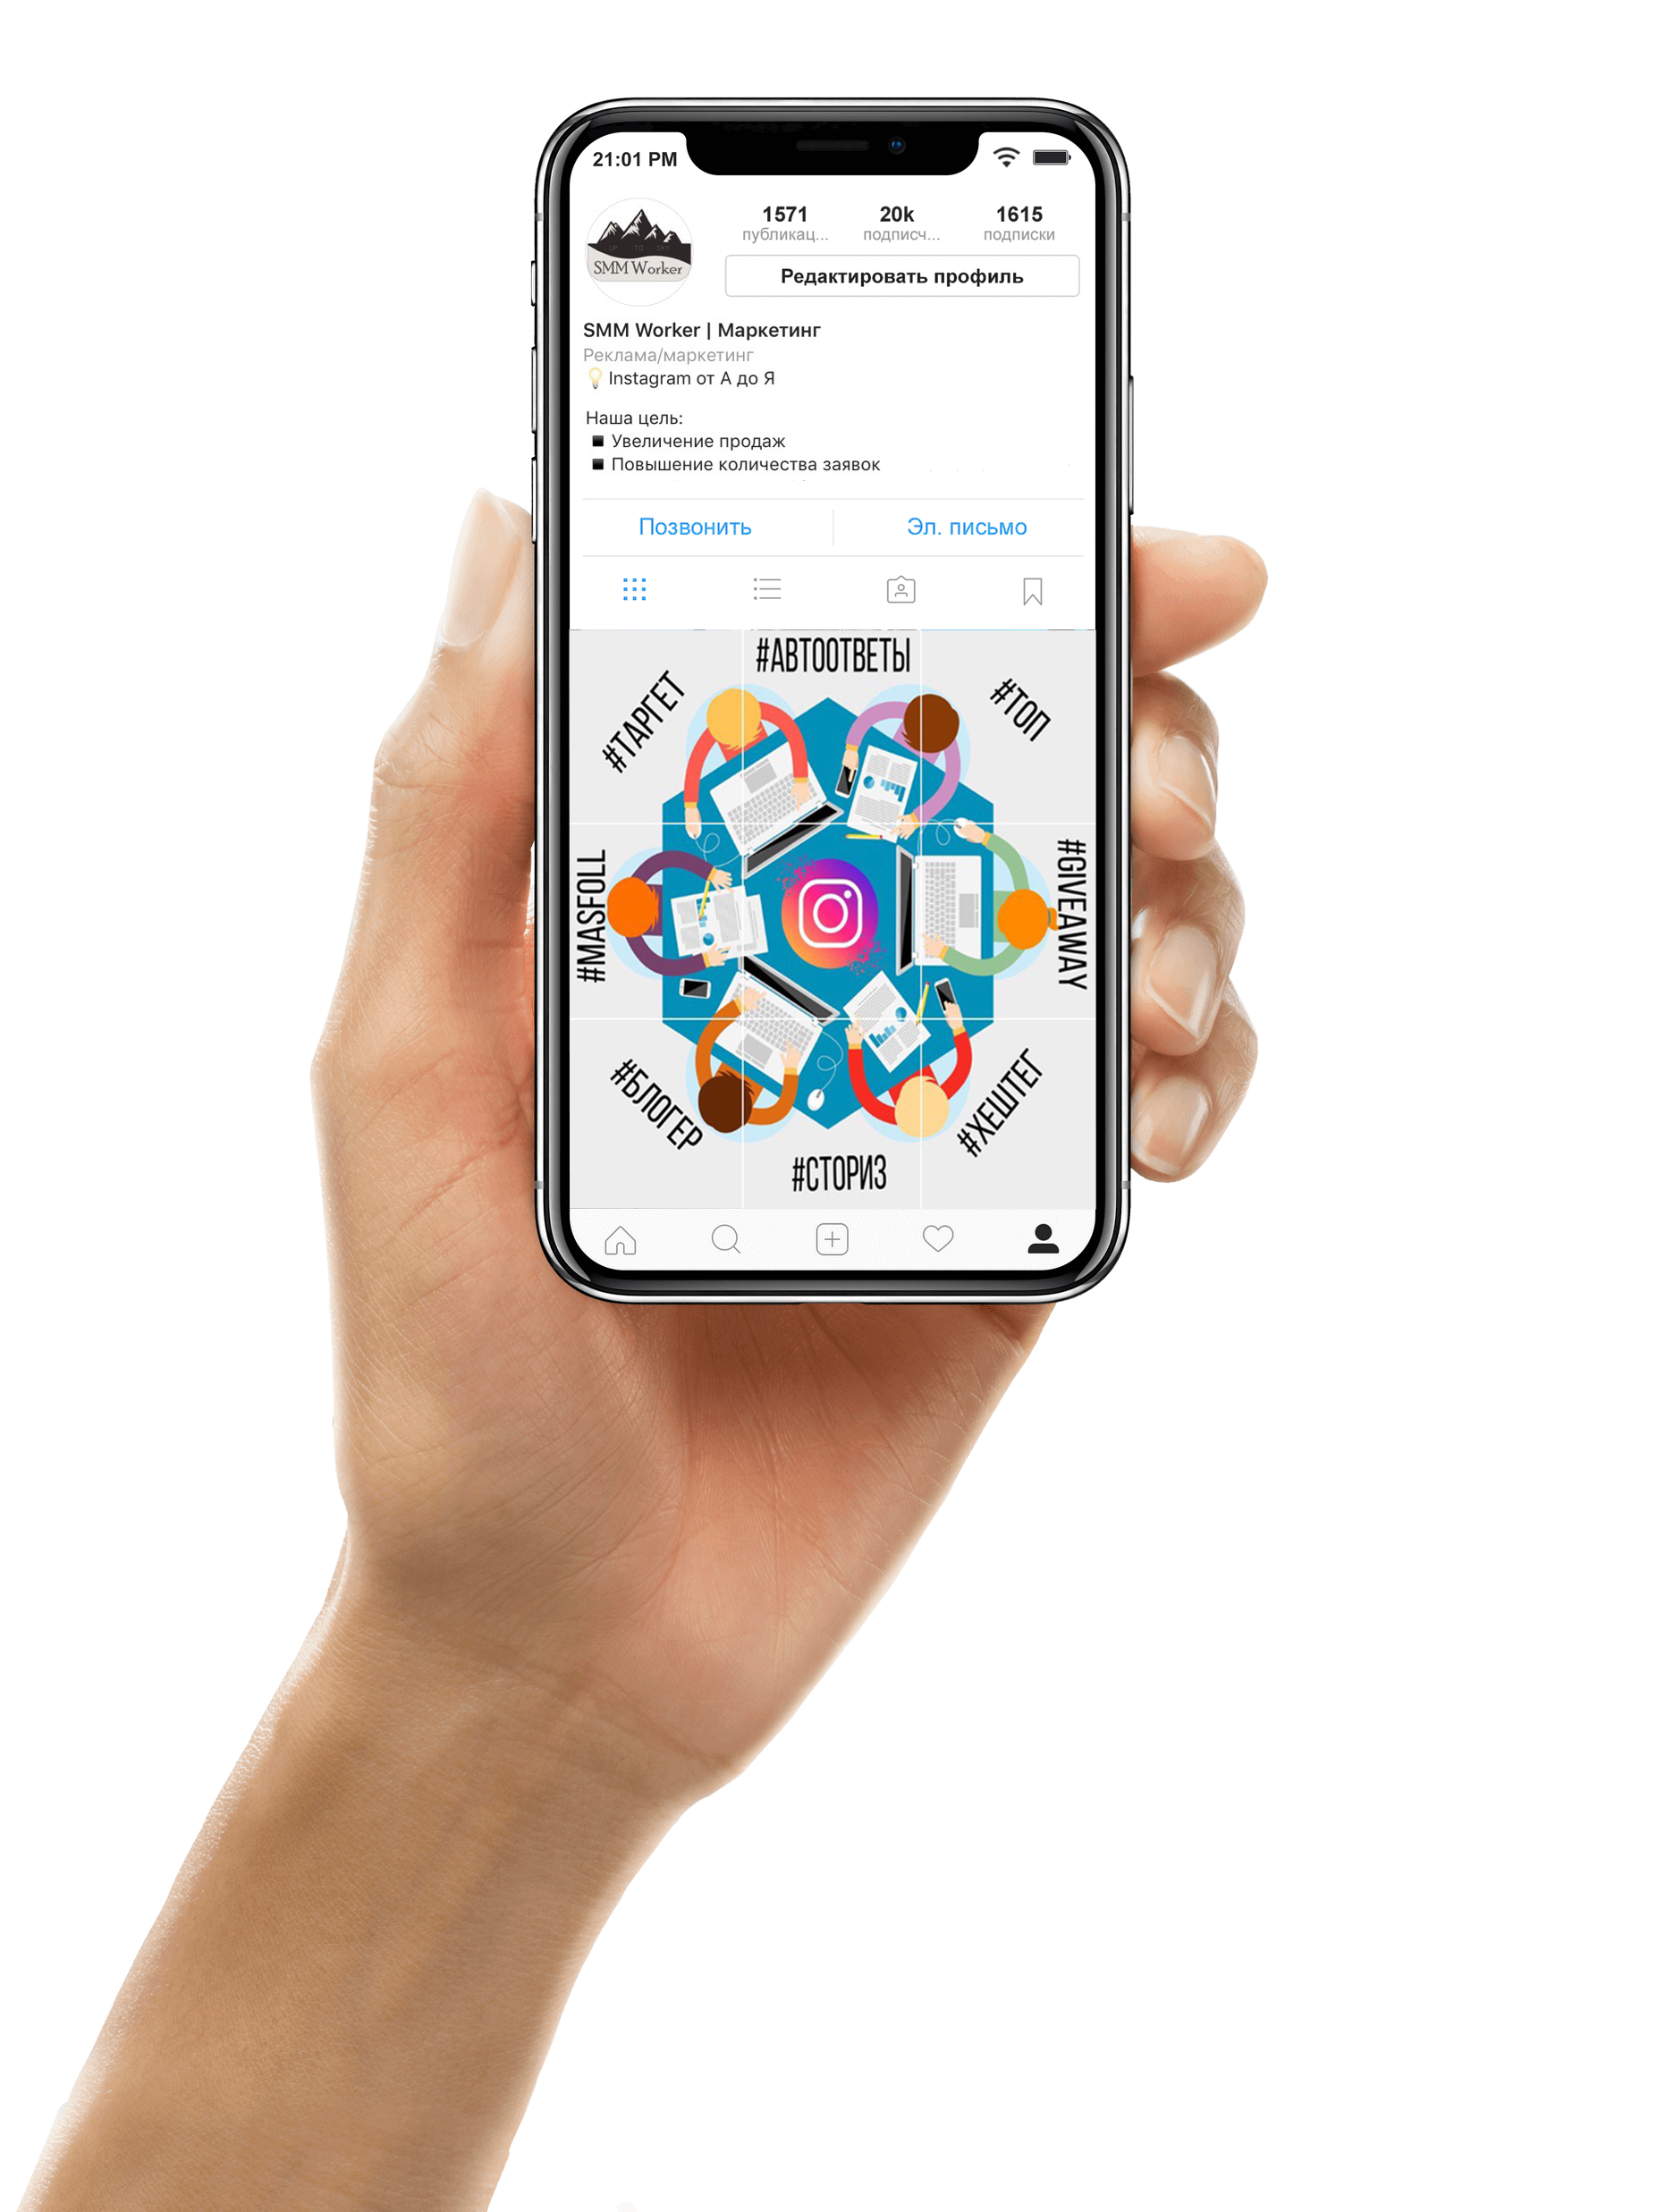 21:01 PM
1571
20k
1615
публикац...
подписч...
подписки
Редактировать профиль
SMM Worker
SMM Worker | Маркетинг
Реклама/маркетинг
Instagram от А до Я
Наша цель:
Увеличение продаж
Повышение количества заявок
Позвонить
Эл. письмо
#АВТООТВЕТЫ
#ТАРГЕТ
#ТОП
#MASFOLL
#GIVEAWAY
#БЛОГЕР
#ХЕШТЕГ
#СТОРИЗ